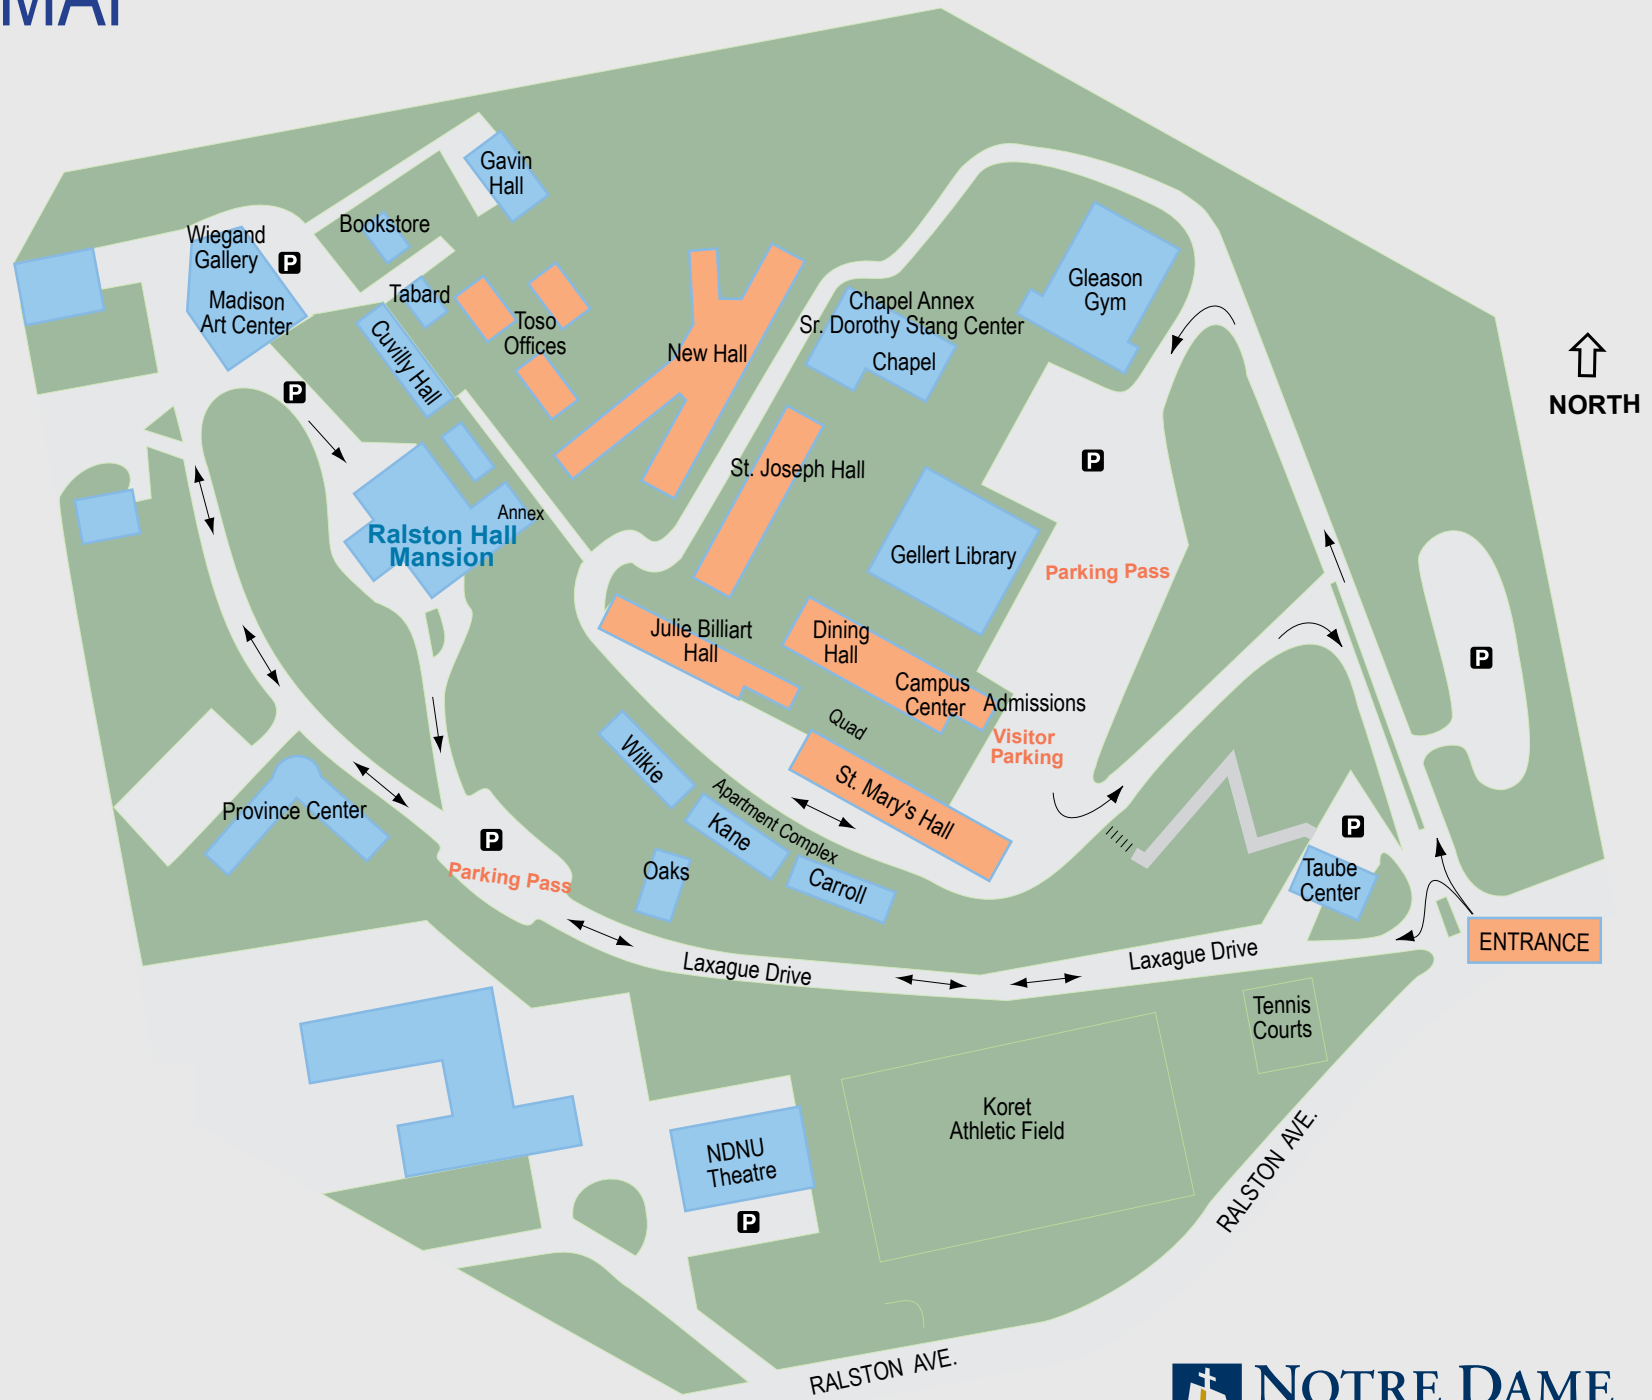 MAP
Gavin
Hall
Bookstore
Wiegand
Gallery
P
Madison
Art Center
Tabard
Toso
Offices
Cuvilly Hall
New Hall
Chapel Annex
Sr. Dorothy Stang Center
Chapel
Gleason
Gym
NORTH
P
St. Joseph Hall
P
Annex
Ralston Hall
Mansion
Gellert Library
Parking Pass
Julie Billiart
Hall
Dining
Hall
Campus
Center
Admissions
P
Quad
Visitor
Parking
Wilkie
St. Mary's Hall
Apartment Complex
Kane
Province Center
P
Parking Pass
Oaks
Carroll
P
Taube
Center
ENTRANCE
Laxague Drive
Laxague Drive
Tennis
Courts
Koret
Athletic Field
NDNU
Theatre
P
RALSTON AVE.
RALSTON AVE.
NOTRE DAME